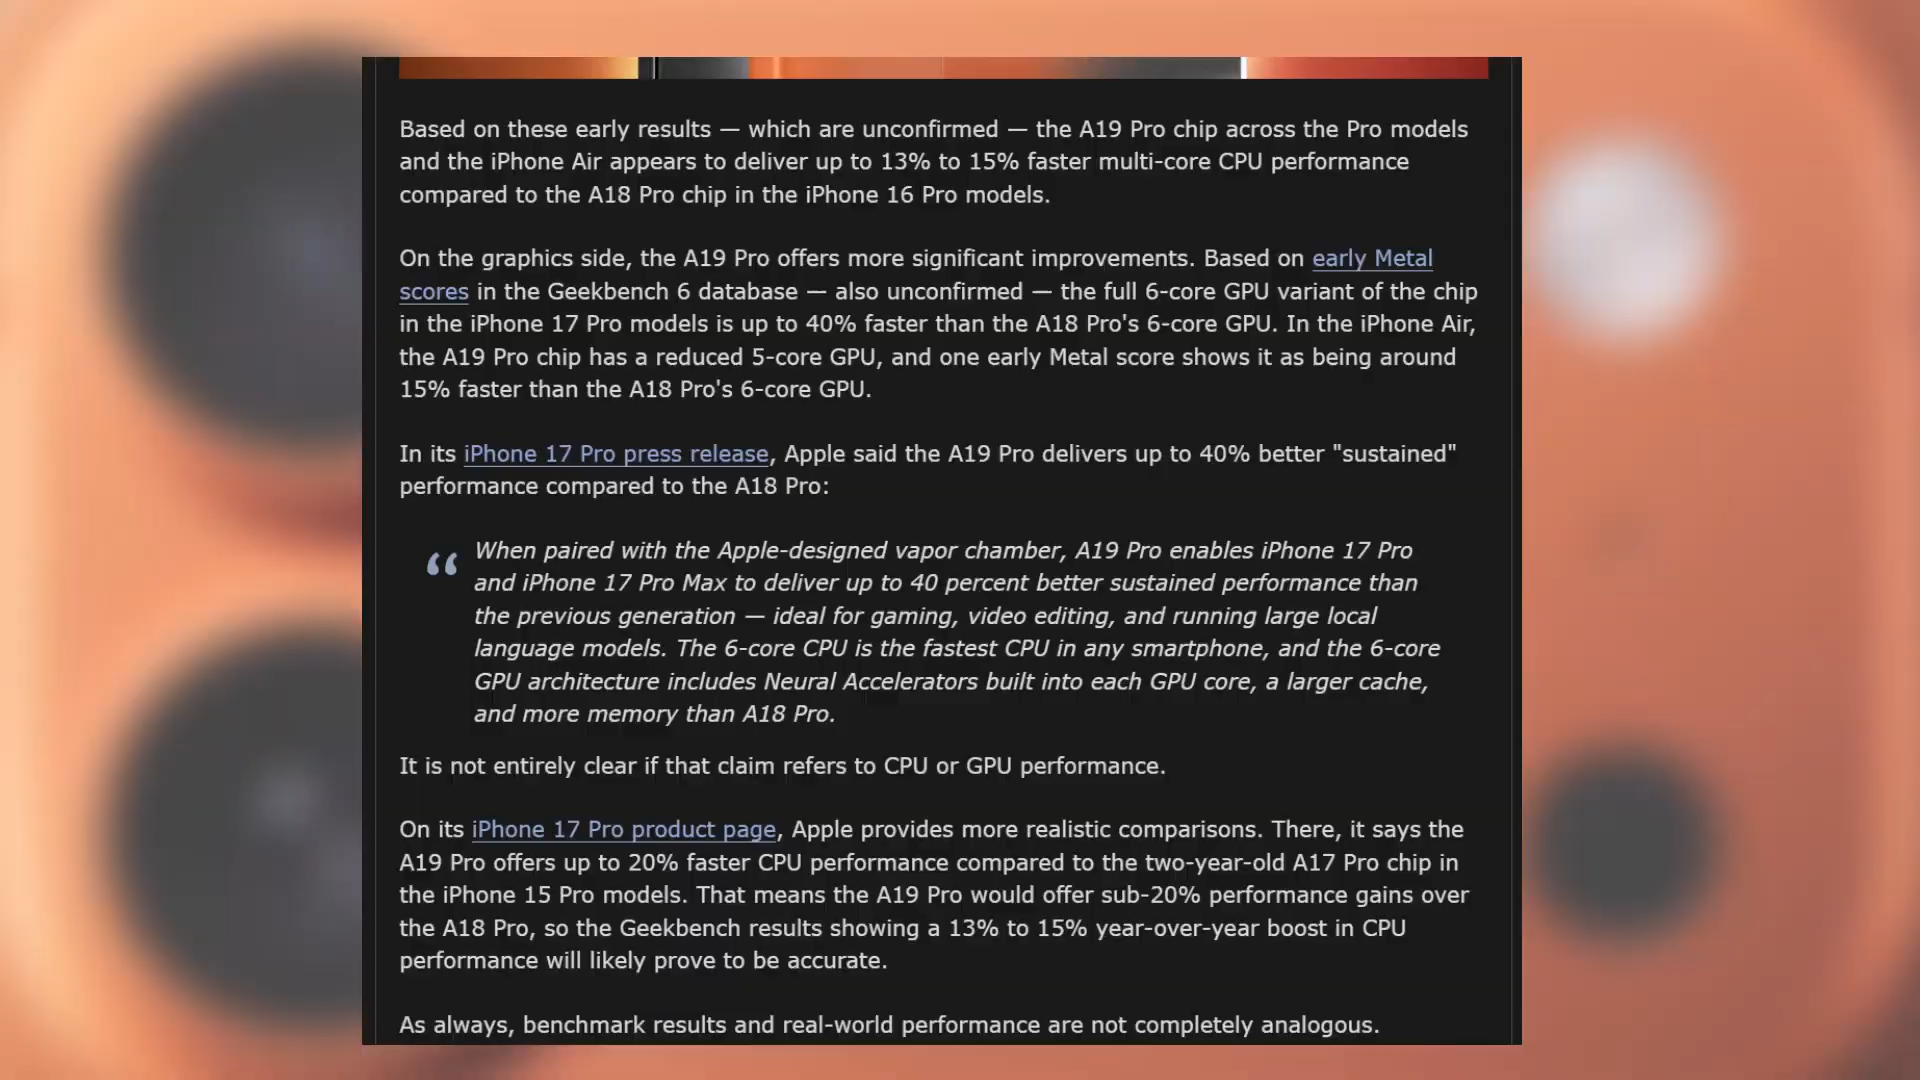 Based on these early results — which are unconfirmed — the A19 Pro chip across the Pro models
and the iPhone Air appears to deliver up to 13% to 15% faster multi-core CPU performance
compared to the A18 Pro chip in the iPhone 16 Pro models.
On the graphics side, the A19 Pro offers more significant improvements. Based on early Metal
scores in the Geekbench 6 database — also unconfirmed — the full 6-core GPU variant of the chip
in the iPhone 17 Pro models is up to 40% faster than the A18 Pro's 6-core GPU. In the iPhone Air,
the A19 Pro chip has a reduced 5-core GPU, and one early Metal score shows it as being around
15% faster than the A18 Pro's 6-core GPU.
In its iPhone 17 Pro press release, Apple said the A19 Pro delivers up to 40% better "sustained"
performance compared to the A18 Pro:
“ When paired with the Apple-designed vapor chamber, A19 Pro enables iPhone 17 Pro
and iPhone 17 Pro Max to deliver up to 40 percent better sustained performance than
the previous generation — ideal for gaming, video editing, and running large local
language models. The 6-core CPU is the fastest CPU in any smartphone, and the 6-core
GPU architecture includes Neural Accelerators built into each GPU core, a larger cache,
and more memory than A18 Pro.
It is not entirely clear if that claim refers to CPU or GPU performance.
On its iPhone 17 Pro product page, Apple provides more realistic comparisons. There, it says the
A19 Pro offers up to 20% faster CPU performance compared to the two-year-old A17 Pro chip in
the iPhone 15 Pro models. That means the A19 Pro would offer sub-20% performance gains over
the A18 Pro, so the Geekbench results showing a 13% to 15% year-over-year boost in CPU
performance will likely prove to be accurate.
As always, benchmark results and real-world performance are not completely analogous.